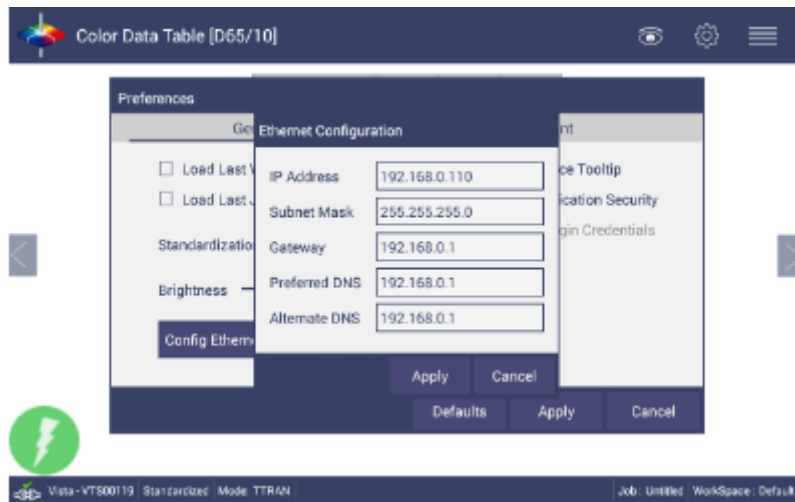 Color Data Table [D65/10]
Preferences
Ge
Ethernet Configuration
nt
Load Last
ce Tooltip
Load Last
ication Security
gin Credentials
Standardizatio
Brightness
Config Ethern
IP Address 192.168.0.110
Subnet Mask 255.255.255.0
Gateway 192.168.0.1
Preferred DNS 192.168.0.1
Alternate DNS 192.168.0.1
Apply Cancel
Defaults Apply Cancel
Vista-VTS00119 Standardized Mode: TTRAN Job: Untitled WorkSpace: Default